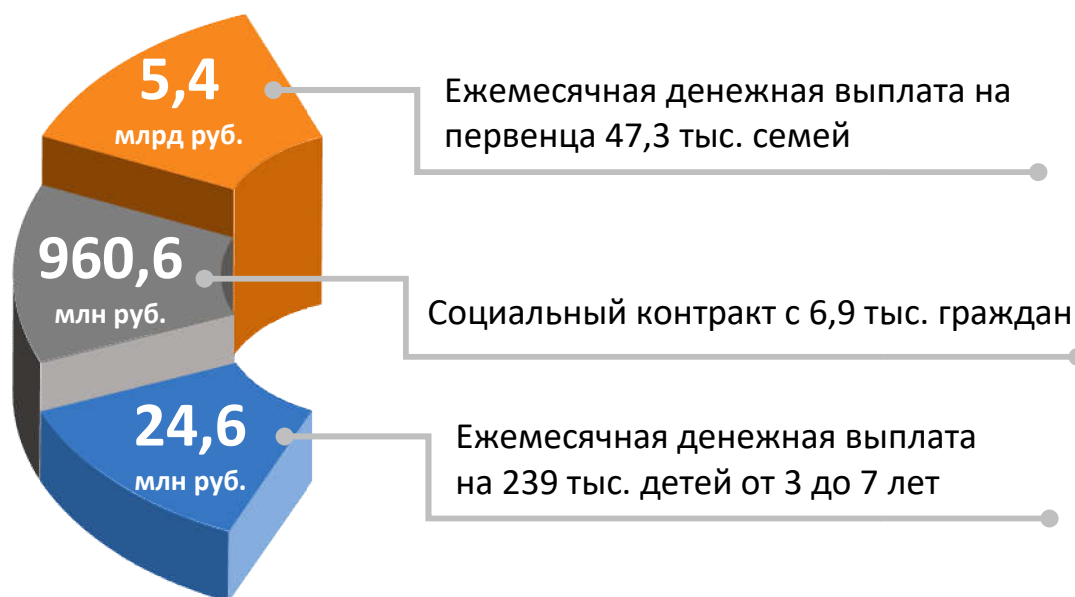 5,4
млрд руб.
Ежемесячная денежная выплата на
первенца 47,3 тыс. семей
960,6
млн руб.
Социальный контракт с 6,9 тыс. граждан
24,6
млн руб.
Ежемесячная денежная выплата
на 239 тыс. детей от 3 до 7 лет